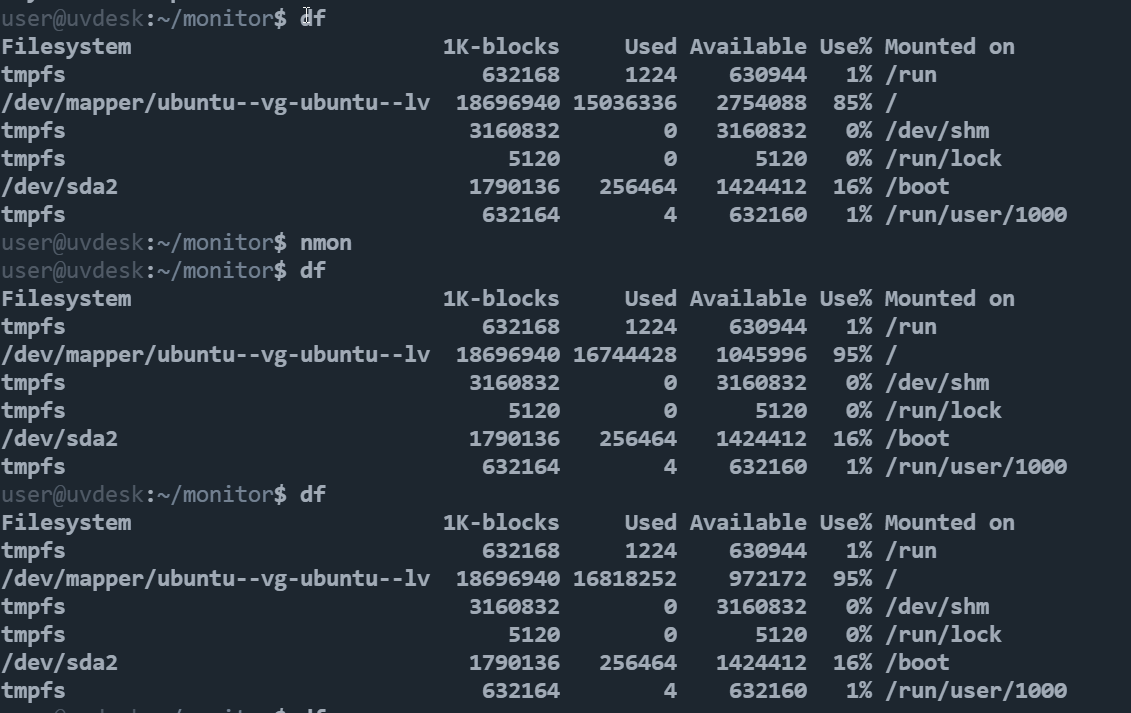 user@uvdesk:~/monitor$ df
Filesystem                        1K-blocks     Used Available Use% Mounted on
tmpfs                                632168     1224    630944   1% /run
/dev/mapper/ubuntu--vg-ubuntu--lv  18696940 15036336   2754088  85% /
tmpfs                               3160832        0   3160832   0% /dev/shm
tmpfs                                  5120        0      5120   0% /run/lock
/dev/sda2                           1790136   256464   1424412  16% /boot
tmpfs                                632164        4    632160   1% /run/user/1000
user@uvdesk:~/monitor$ nmon
user@uvdesk:~/monitor$ df
Filesystem                        1K-blocks     Used Available Use% Mounted on
tmpfs                                632168     1224    630944   1% /run
/dev/mapper/ubuntu--vg-ubuntu--lv  18696940 16744428   1045996  95% /
tmpfs                               3160832        0   3160832   0% /dev/shm
tmpfs                                  5120        0      5120   0% /run/lock
/dev/sda2                           1790136   256464   1424412  16% /boot
tmpfs                                632164        4    632160   1% /run/user/1000
user@uvdesk:~/monitor$ df
Filesystem                        1K-blocks     Used Available Use% Mounted on
tmpfs                                632168     1224    630944   1% /run
/dev/mapper/ubuntu--vg-ubuntu--lv  18696940 16818252    972172  95% /
tmpfs                               3160832        0   3160832   0% /dev/shm
tmpfs                                  5120        0      5120   0% /run/lock
/dev/sda2                           1790136   256464   1424412  16% /boot
tmpfs                                632164        4    632160   1% /run/user/1000